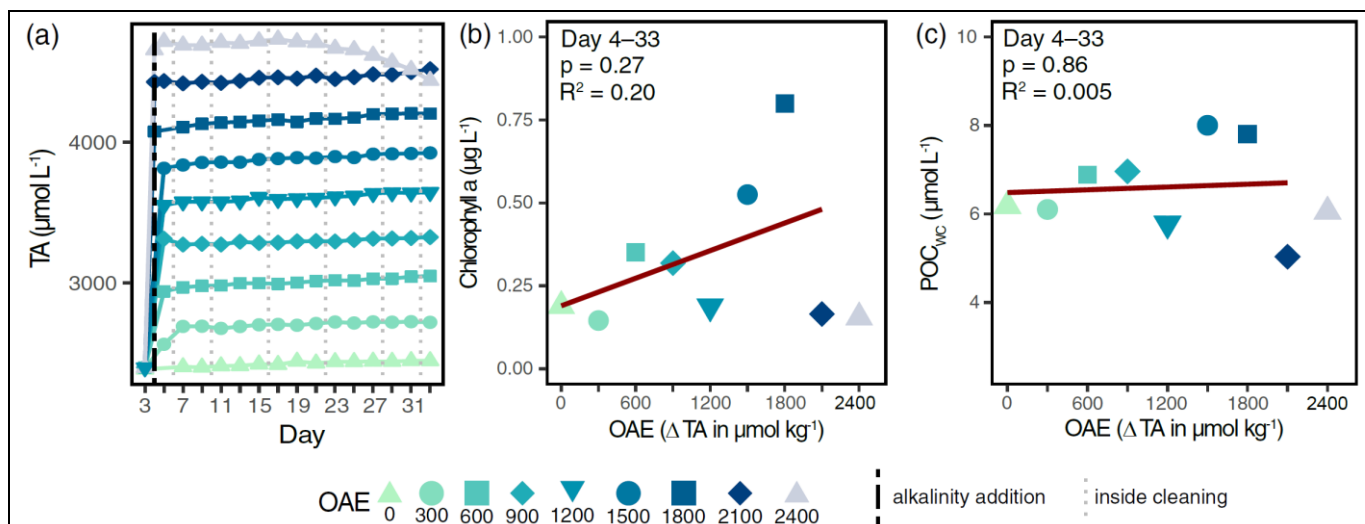 (a)
TA (µmol L⁻¹)
4000
3000
3 7 11 15 19 23 27 31
Day
(b)
Day 4–33
p = 0.27
R² = 0.20
Chlorophyll a (µg L⁻¹)
1.00
0.75
0.50
0.25
0.00
0 600 1200 1800 2400
OAE (Δ TA in µmol kg⁻¹)
(c)
Day 4–33
p = 0.86
R² = 0.005
POCwc (µmol L⁻¹)
10
8
6
4
0 600 1200 1800 2400
OAE (Δ TA in µmol kg⁻¹)
OAE
0 300 600 900 1200 1500 1800 2100 2400
alkalinity addition
inside cleaning